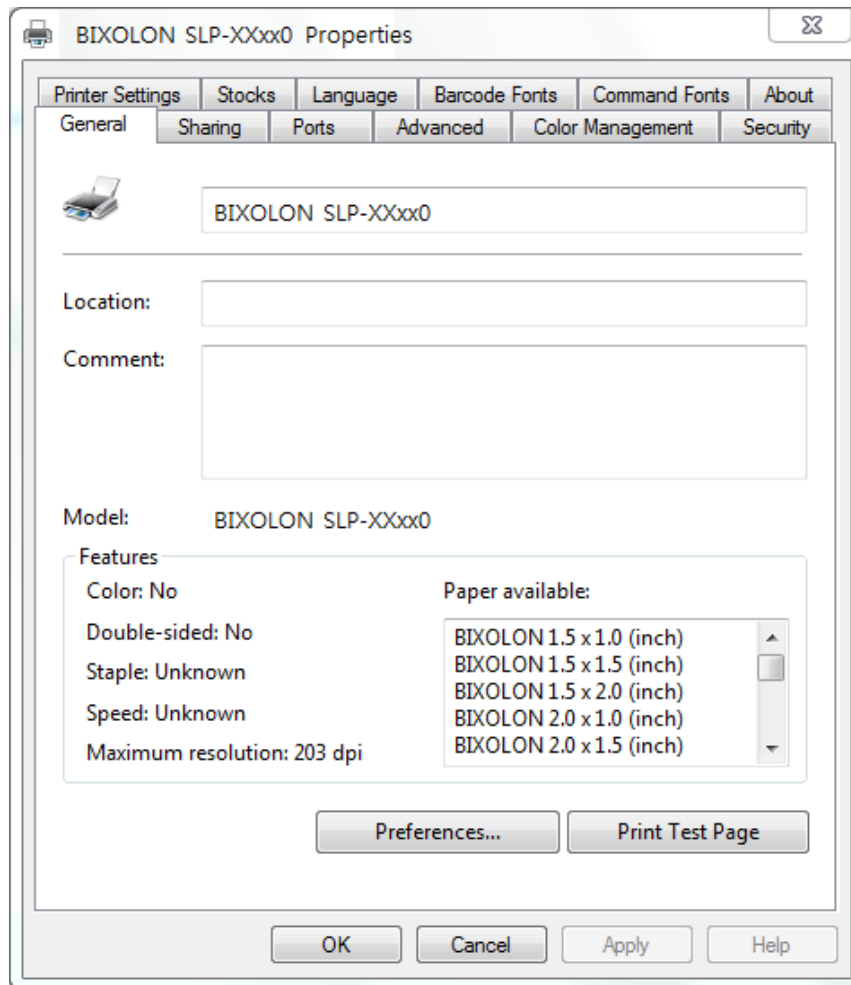 BIXOLON SLP-XXxx0 Properties
Printer Settings Stocks Language Barcode Fonts Command Fonts About
General Sharing Ports Advanced Color Management Security
BIXOLON SLP-XXxx0
Location:
Comment:
Model: BIXOLON SLP-XXxx0
Features
Color: No
Double-sided: No
Staple: Unknown
Speed: Unknown
Maximum resolution: 203 dpi
Paper available:
BIXOLON 1.5 x 1.0 (inch)
BIXOLON 1.5 x 1.5 (inch)
BIXOLON 1.5 x 2.0 (inch)
BIXOLON 2.0 x 1.0 (inch)
BIXOLON 2.0 x 1.5 (inch)
Preferences... Print Test Page
OK Cancel Apply Help